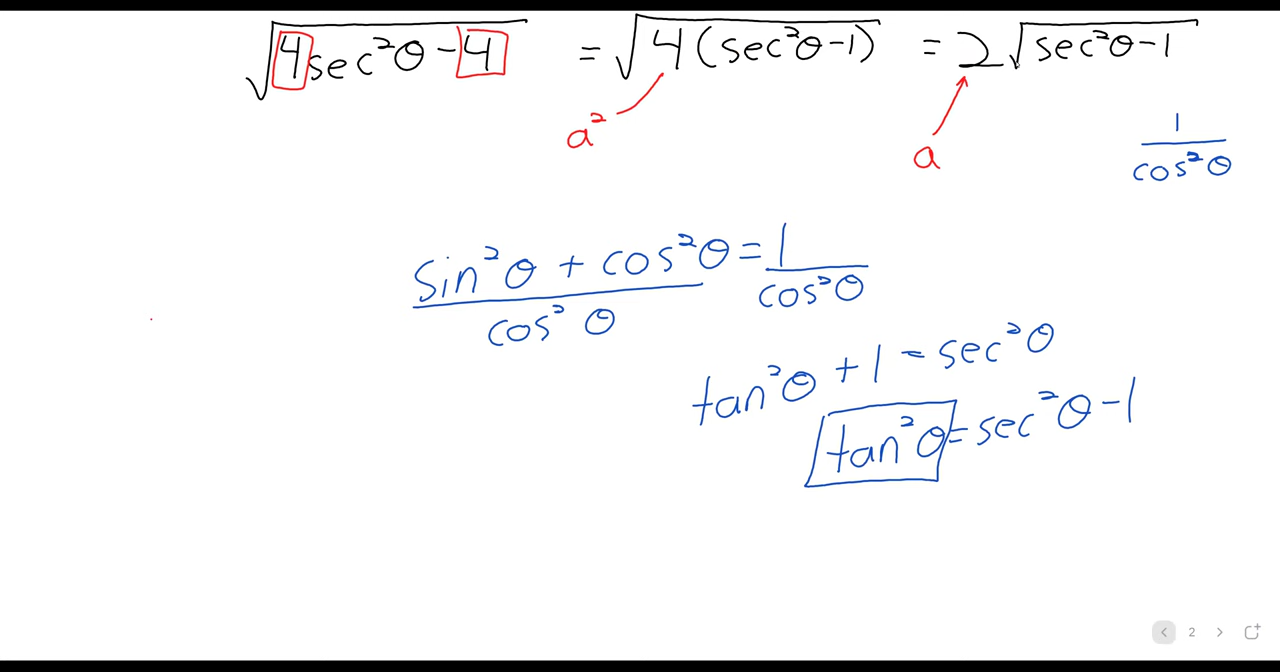 √(4sec²θ - 4) = √(4(sec²θ - 1)) = 2√(sec²θ - 1)
a²
a
1/cos²θ
(sin²θ + cos²θ)/cos²θ = 1/cos²θ
tan²θ + 1 = sec²θ
tan²θ = sec²θ - 1
2